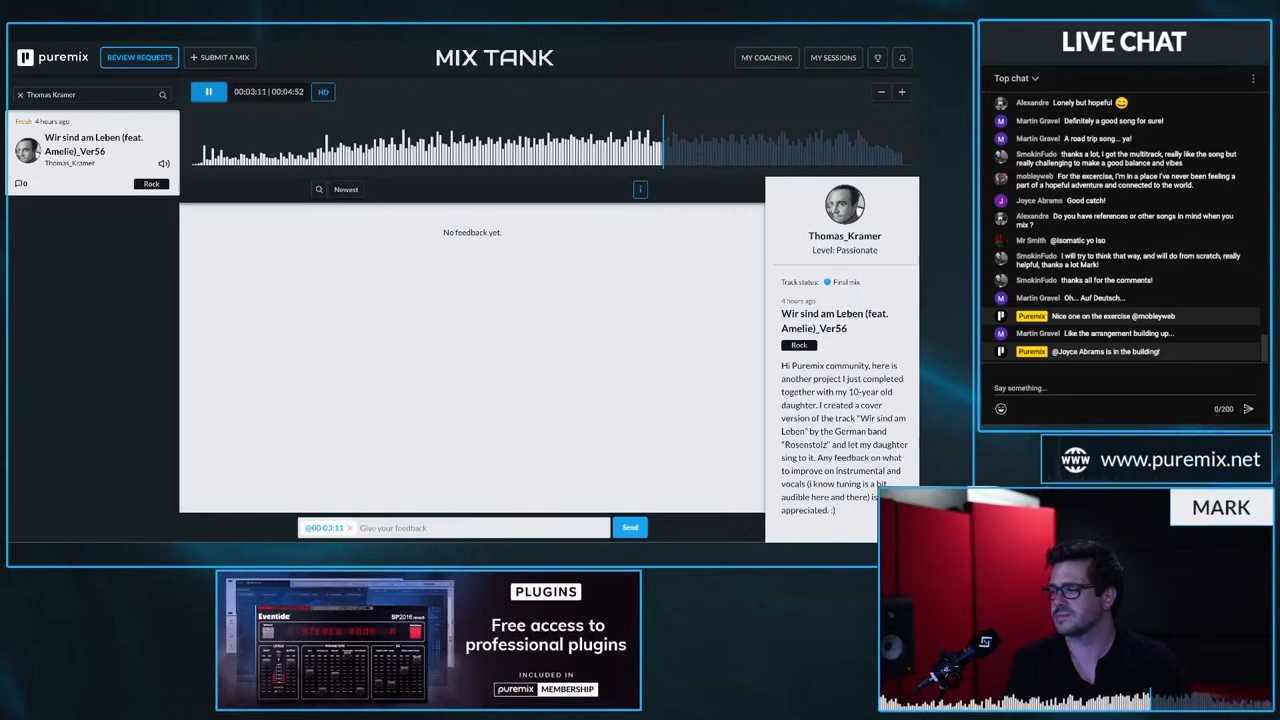 puremix
REVIEW REQUESTS
+ SUBMIT A MIX
MIX TANK
MY COACHING
MY SESSIONS
× Thomas Kramer
00:03:11 | 00:04:52
HD
Fresh 4 hours ago
Wir sind am Leben (feat.
Amelie)_Ver56
Thomas_Kramer
0
Rock
Newest
i
No feedback yet.
@00:03:11 ×
Give your feedback
Send
Thomas_Kramer
Level: Passionate
Track status: Final mix
4 hours ago
Wir sind am Leben (feat.
Amelie)_Ver56
Rock
Hi Puremix community, here is
another project I just completed
together with my 10-year old
daughter. I created a cover
version of the track "Wir sind am
Leben" by the German band
"Rosenstolz" and let my daughter
sing to it. Any feedback on what
to improve on instrumental and
vocals (i know tuning is a bit
audible here and there) is
appreciated. :)
LIVE CHAT
Top chat
Alexandre Lonely but hopeful 😄
M Martin Gravel Definitely a good song for sure!
M Martin Gravel A road trip song... ya!
SmokinFudo thanks a lot, I got the multitrack, really like the song but
really challenging to make a good balance and vibes
mobleyweb For the excercise, I'm in a place I've never been feeling a
part of a hopeful adventure and connected to the world.
J Joyce Abrams Good catch!
Alexandre Do you have references or other songs in mind when you
mix ?
Mr Smith @Isomatic yo Iso
SmokinFudo I will try to think that way, and will do from scratch, really
helpful, thanks a lot Mark!
SmokinFudo thanks all for the comments!
M Martin Gravel Oh... Auf Deutsch...
Puremix Nice one on the exercise @mobleyweb
M Martin Gravel Like the arrangement building up...
Puremix @Joyce Abrams is in the building!
Say something...
0/200
WWW
www.puremix.net
MARK
Eventide
SP2016 reverb
STEREO ROOM M
PLUGINS
Free access to
professional plugins
INCLUDED IN
puremix MEMBERSHIP